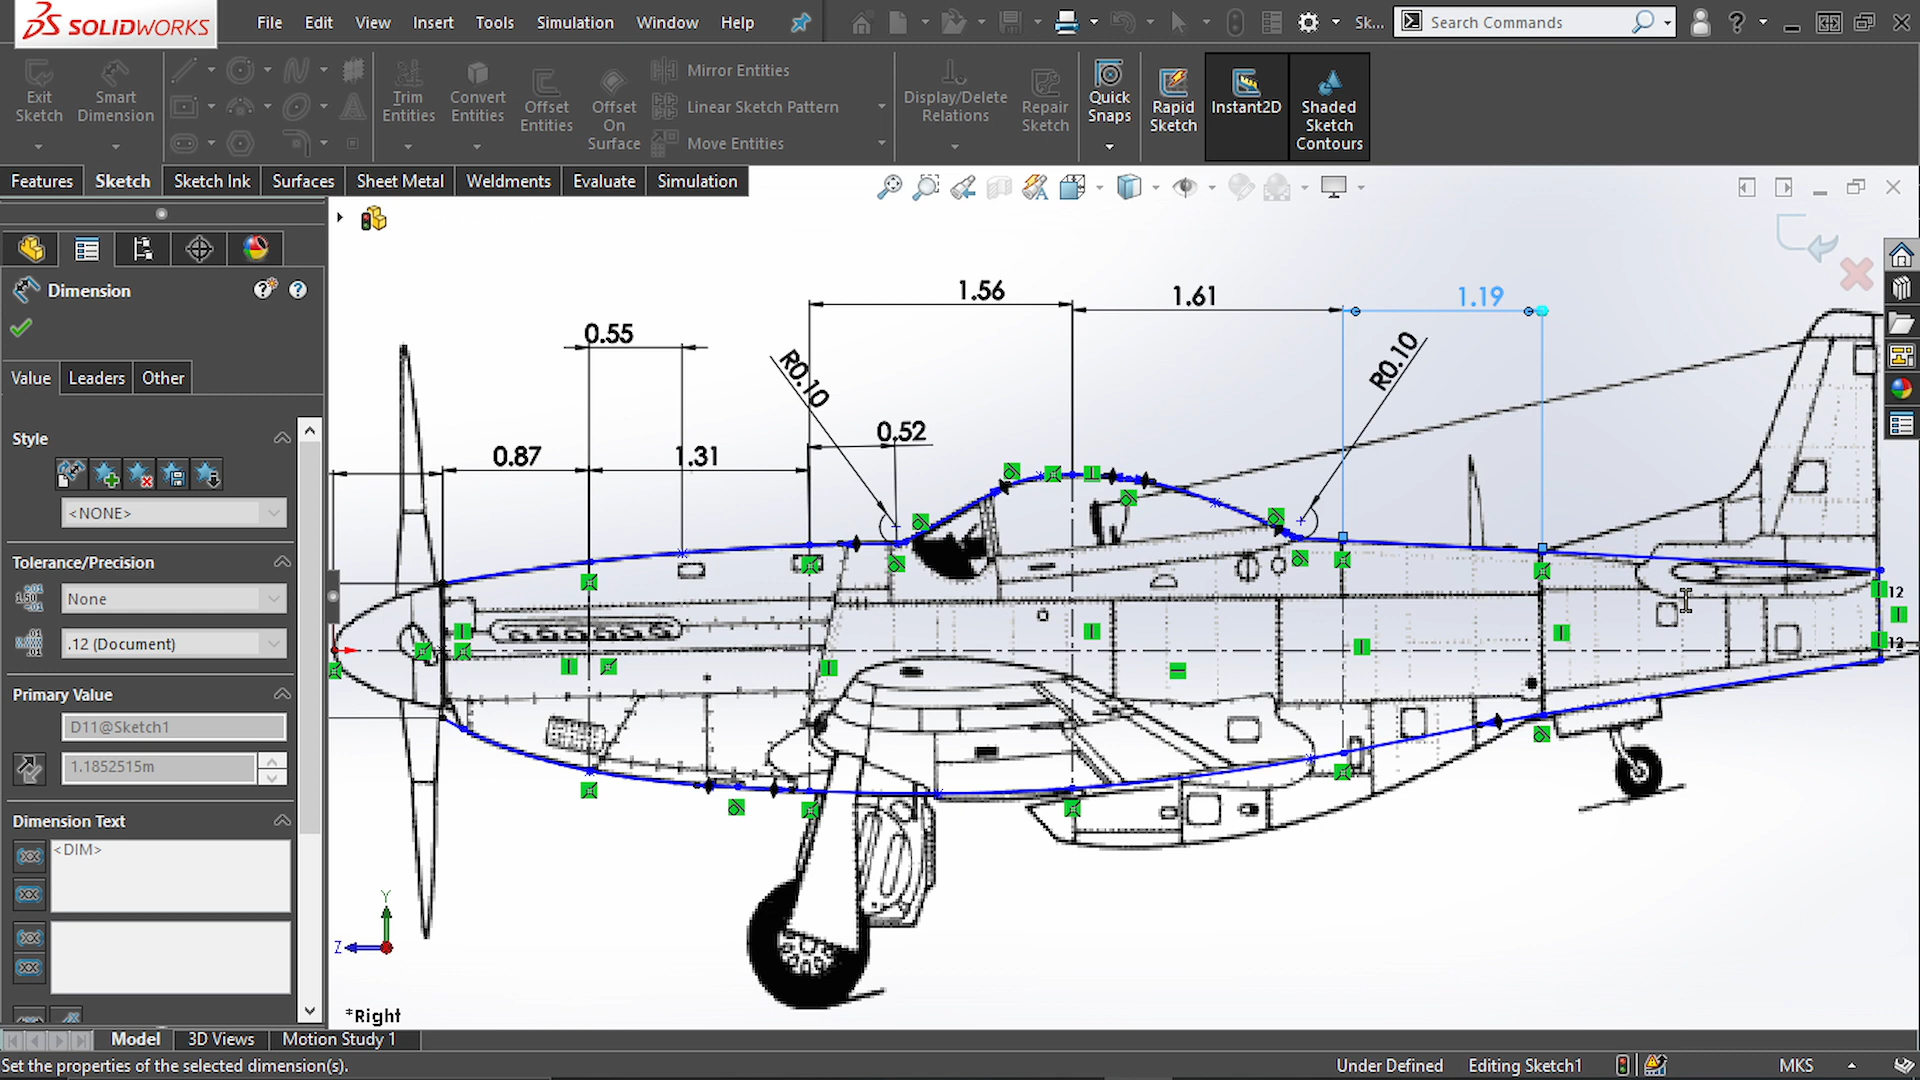 SOLIDWORKS
File Edit View Insert Tools Simulation Window Help
Sk...
Search Commands
Exit Sketch
Smart Dimension
Trim Entities
Convert Entities
Offset Entities
Offset On Surface
Mirror Entities
Linear Sketch Pattern
Move Entities
Display/Delete Relations
Repair Sketch
Quick Snaps
Rapid Sketch
Instant2D
Shaded Sketch Contours
Features Sketch Sketch Ink Surfaces Sheet Metal Weldments Evaluate Simulation
Dimension
Value Leaders Other
Style
<NONE>
Tolerance/Precision
None
.12 (Document)
Primary Value
D11@Sketch1
1.1852515m
Dimension Text
<DIM>
1.56
1.61
1.19
0.55
R0.10
R0.10
0.52
0.87
1.31
12
12
Y
Z
*Right
Model 3D Views Motion Study 1
Set the properties of the selected dimension(s).
Under Defined Editing Sketch1 MKS